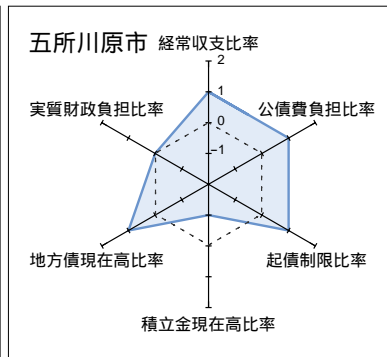 五所川原市
経常収支比率
2
1
0
−1
公債費負担比率
実質財政負担比率
地方債現在高比率
起債制限比率
積立金現在高比率